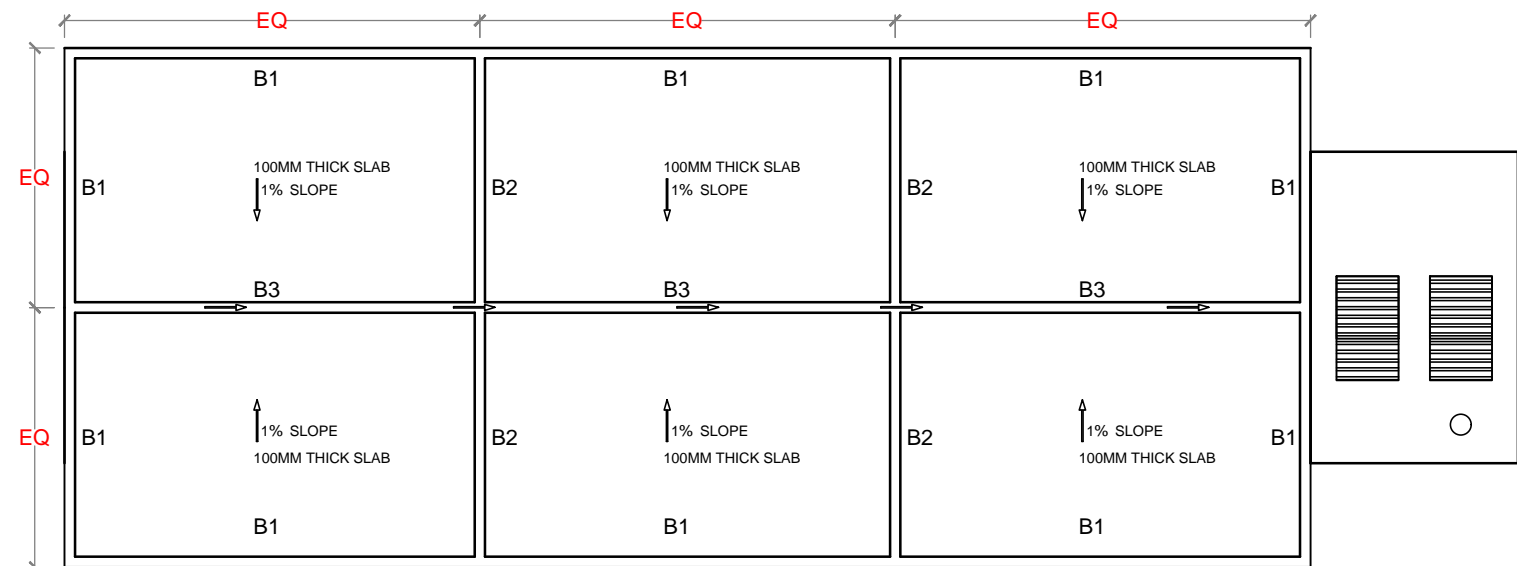 EQ EQ EQ
B1 B1 B1
100MM THICK SLAB 100MM THICK SLAB 100MM THICK SLAB
EQ B1 1% SLOPE B2 1% SLOPE B2 1% SLOPE B1
B3 B3 B3
EQ B1 1% SLOPE B2 1% SLOPE B2 1% SLOPE B1
100MM THICK SLAB 100MM THICK SLAB 100MM THICK SLAB
B1 B1 B1